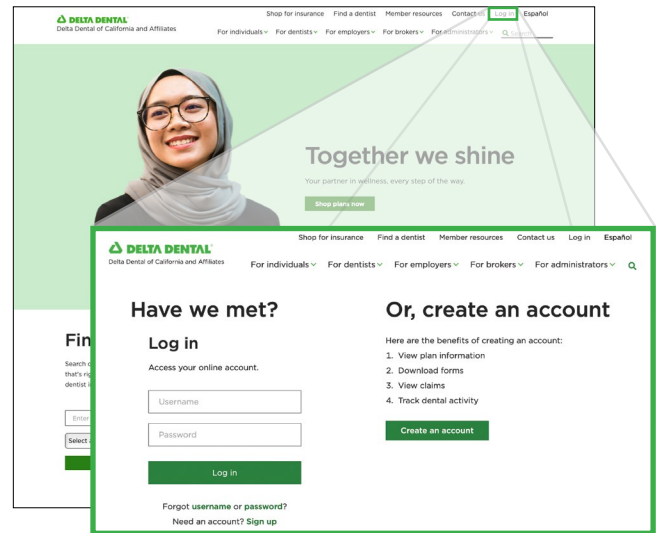 Shop for insurance Find a dentist Member resources Contact us Log in Español
DELTA DENTAL
Delta Dental of California and Affiliates
For individuals For dentists For employers For brokers For administrators Search
Together we shine
Your partner in wellness, every step of the way.
Shop plans now
Fin
Search
that's
dentist
Enter
Select
Shop for insurance Find a dentist Member resources Contact us Log in Español
DELTA DENTAL
Delta Dental of California and Affiliates
For individuals For dentists For employers For brokers For administrators
Have we met?
Log in
Access your online account.
Username
Password
Log in
Forgot username or password?
Need an account? Sign up
Or, create an account
Here are the benefits of creating an account:
1. View plan information
2. Download forms
3. View claims
4. Track dental activity
Create an account